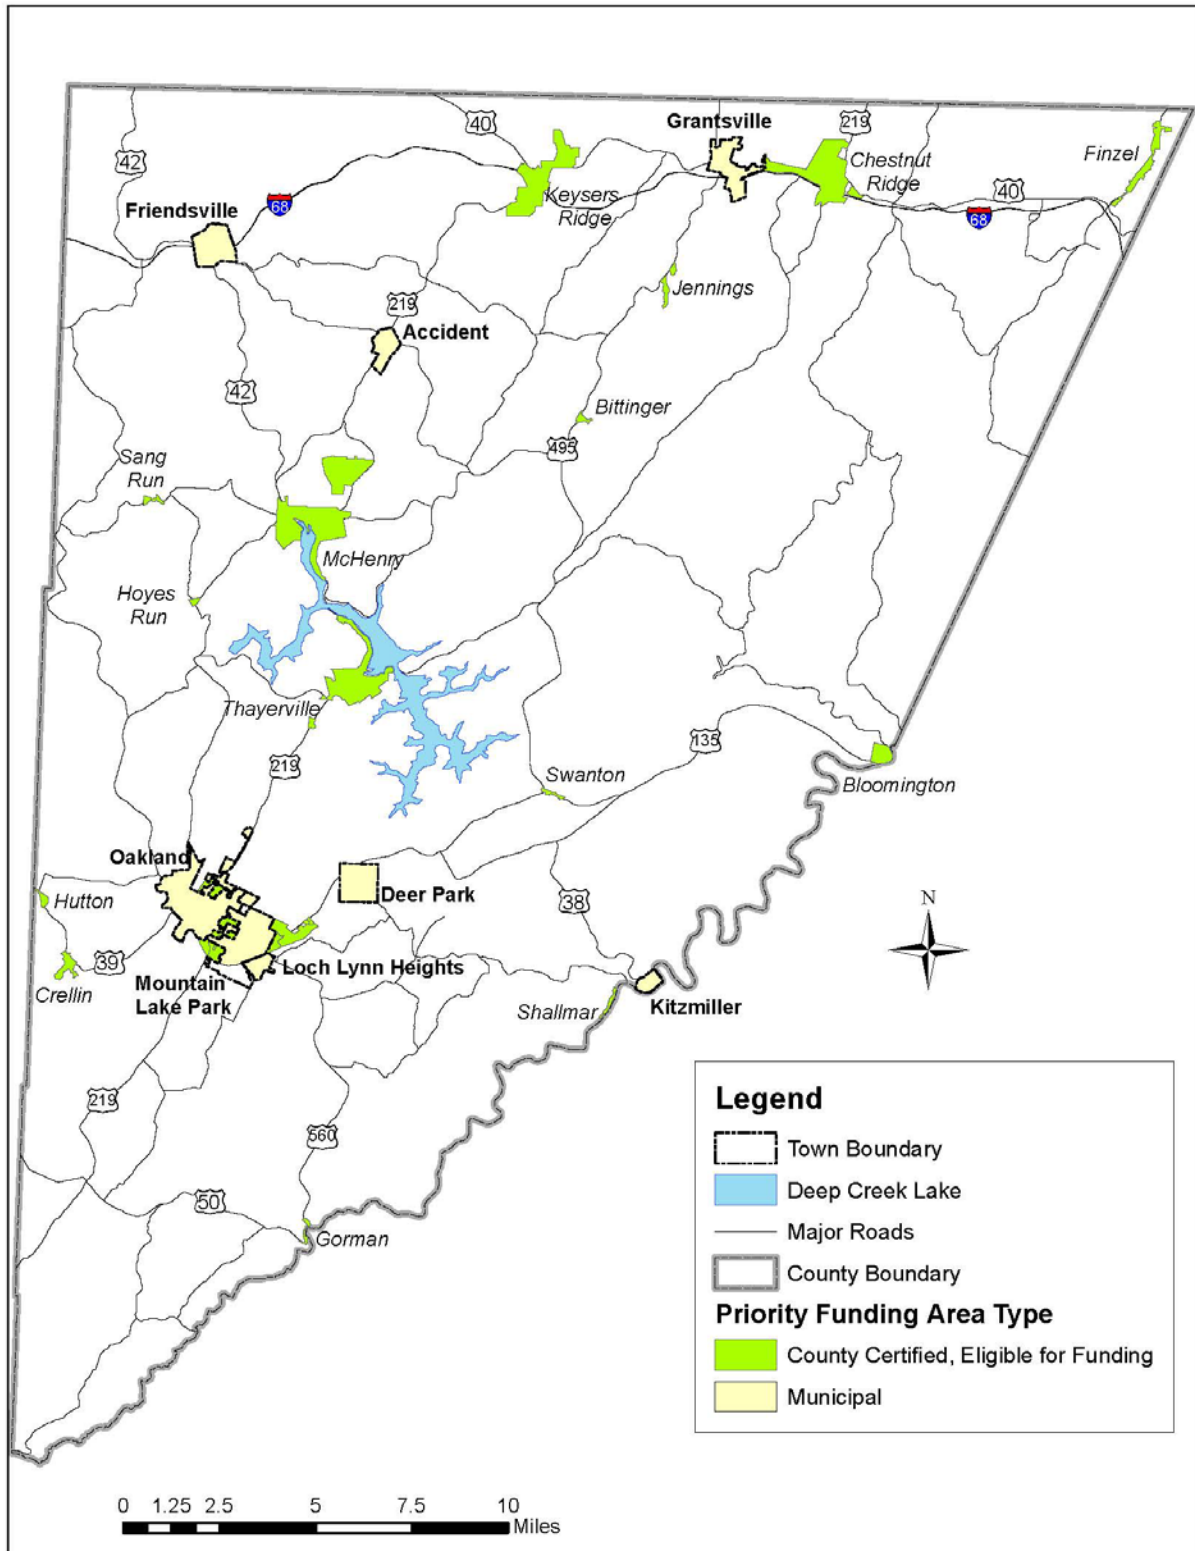 40
Grantsville
219
42
Chestnut
Ridge
Finzel
Keysers
Ridge
40
68
Friendsville
68
Jennings
219
Accident
42
Bittinger
495
Sang
Run
McHenry
Hoyes
Run
Thayerville
135
219
Swanton
Bloomington
Oakland
Deer Park
Hutton
38
N
39
Loch Lynn Heights
Crellin
Mountain
Lake Park
Shallmar
Kitzmiller
219
560
50
Gorman
Legend
Town Boundary
Deep Creek Lake
Major Roads
County Boundary
Priority Funding Area Type
County Certified, Eligible for Funding
Municipal
0 1.25 2.5 5 7.5 10
Miles